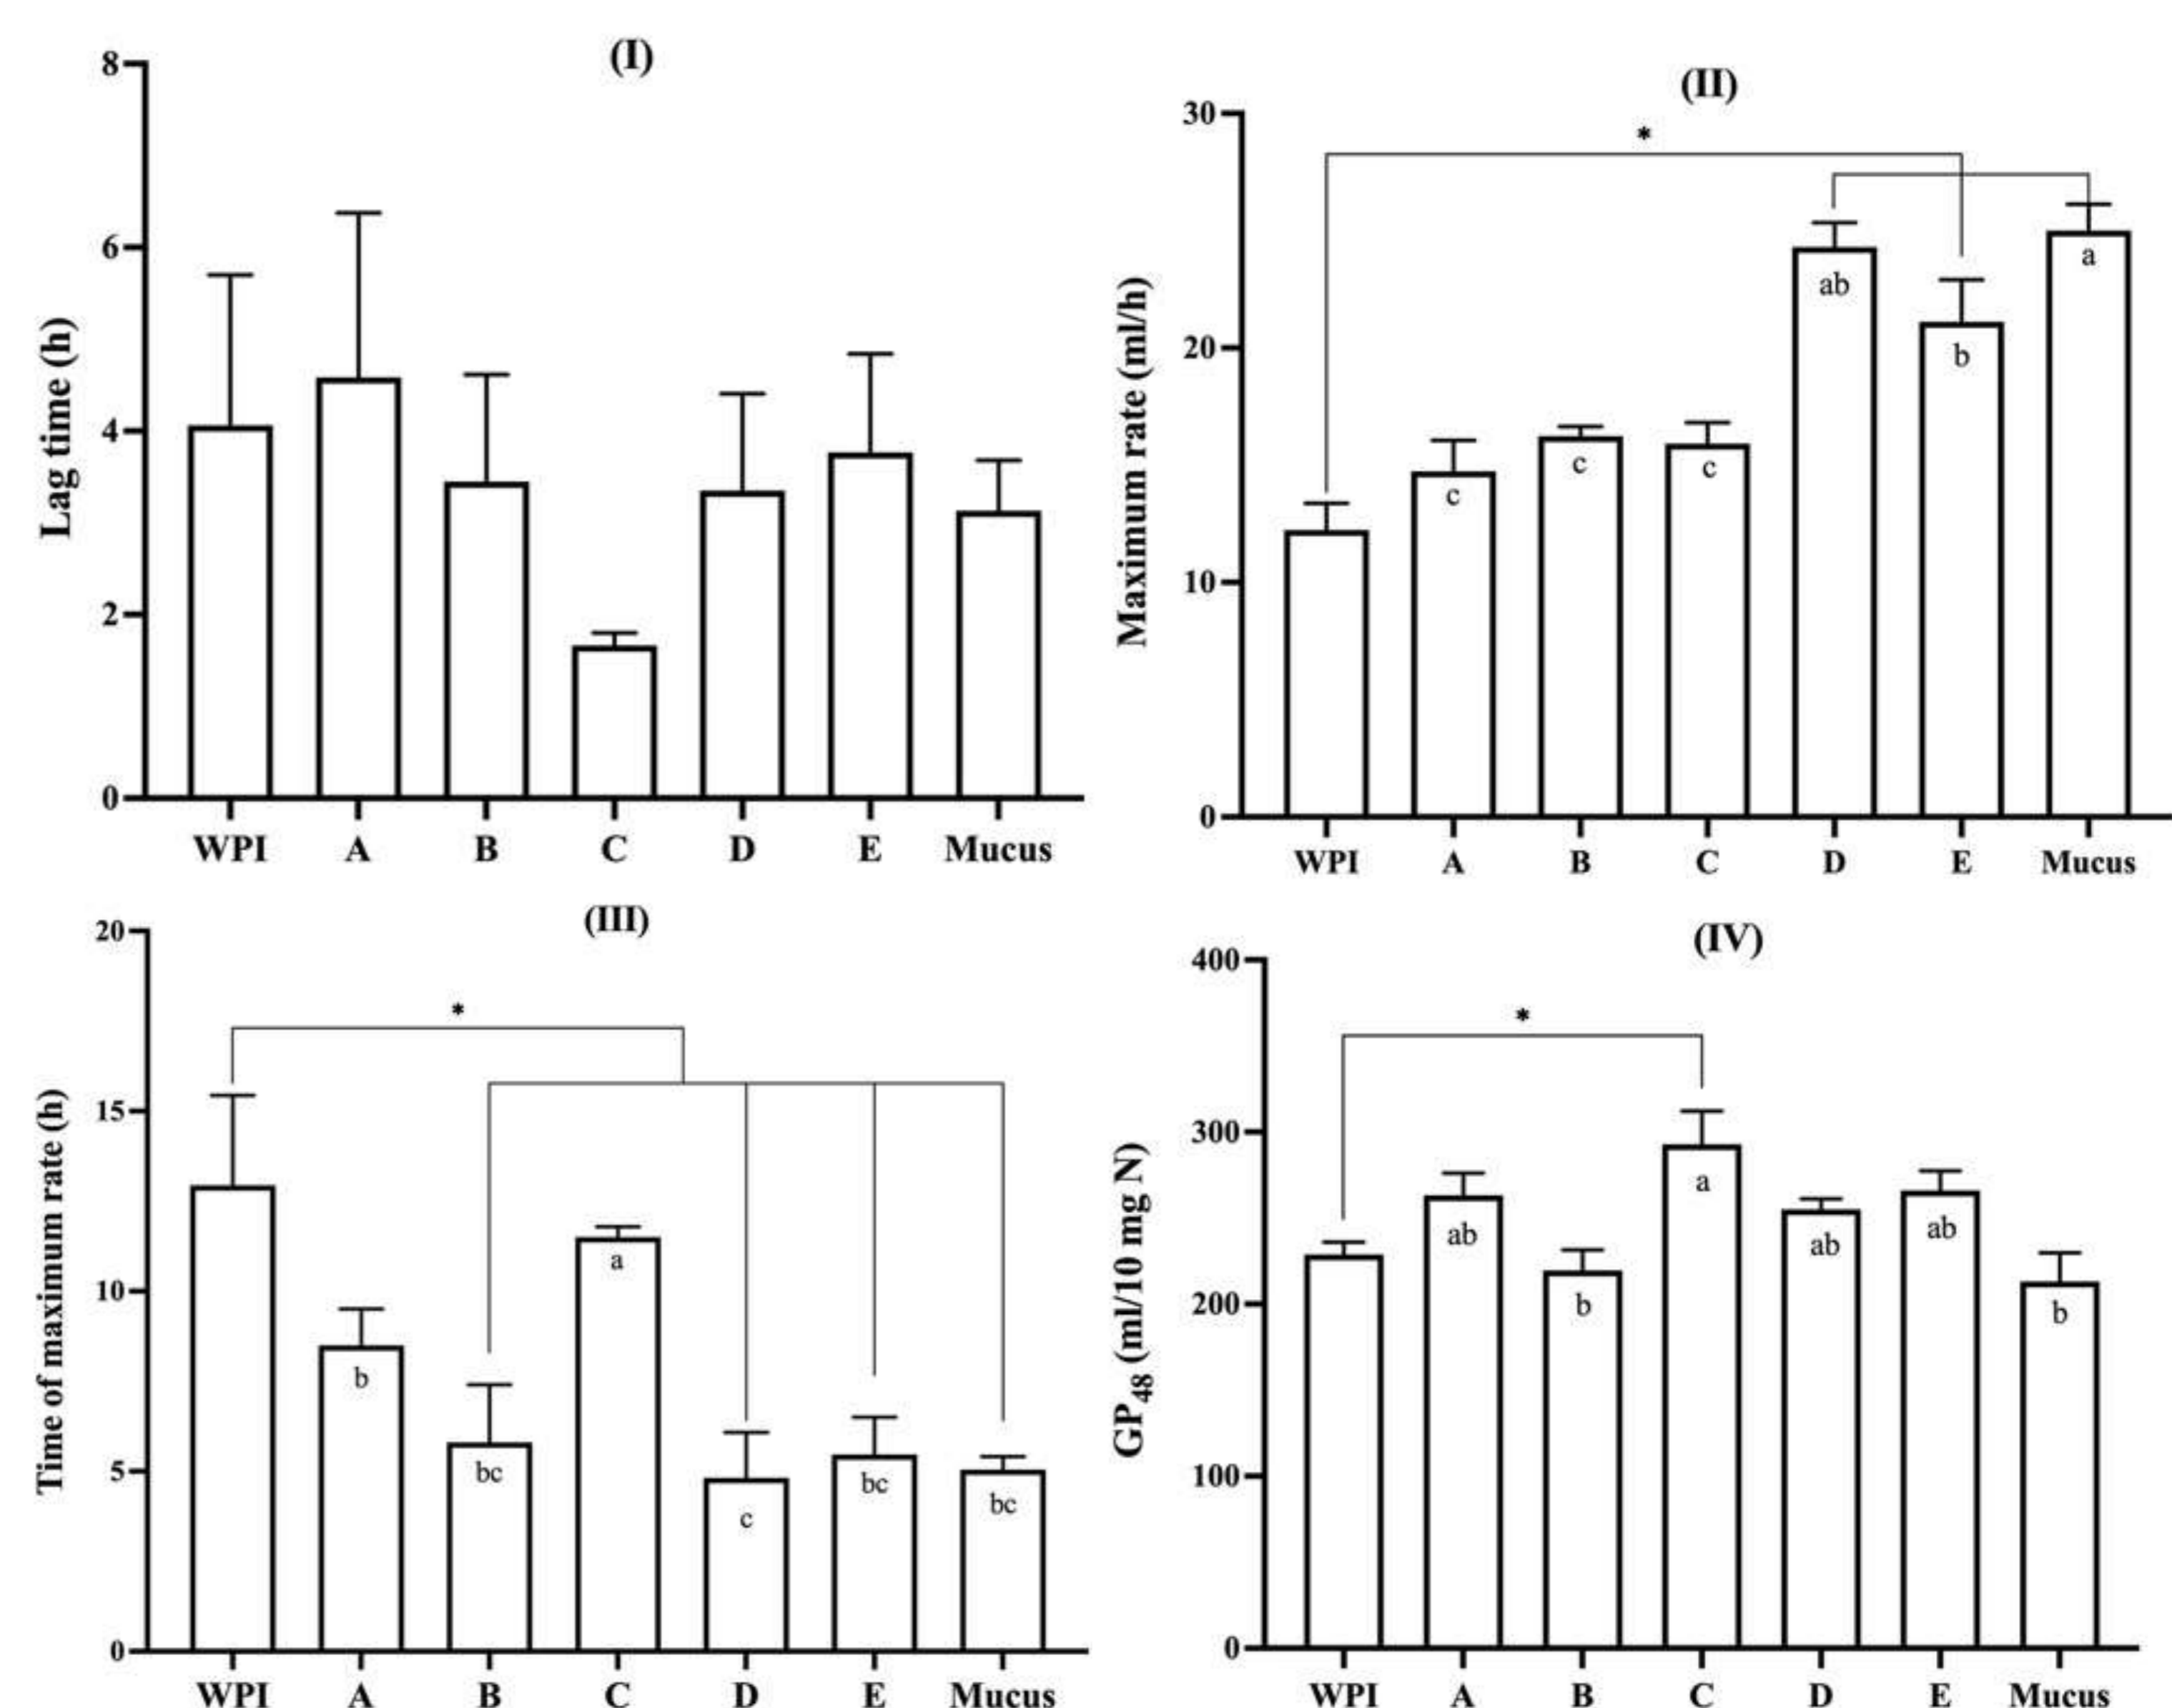 (I)
Lag time (h)
8
6
4
2
0
WPI A B C D E Mucus
(II)
Maximum rate (ml/h)
30
20
10
0
*
c c c ab b a
WPI A B C D E Mucus
(III)
Time of maximum rate (h)
20
15
10
5
0
*
b bc a c bc bc
WPI A B C D E Mucus
(IV)
GP48 (ml/10 mg N)
400
300
200
100
0
*
ab b a ab ab b
WPI A B C D E Mucus